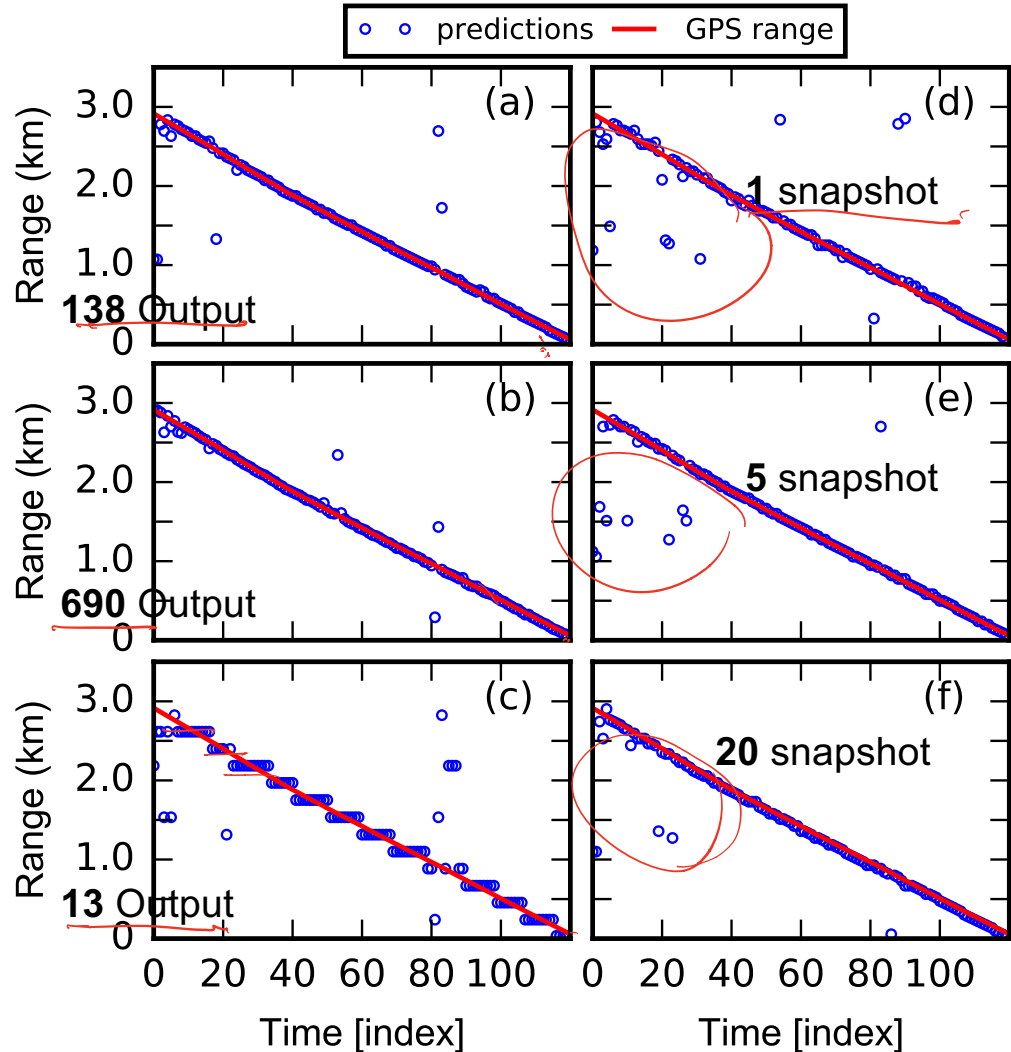 predictions GPS range
Range (km)
3.0
2.0
1.0
0
(a)
138 Output
(d)
1 snapshot
Range (km)
3.0
2.0
1.0
0
(b)
690 Output
(e)
5 snapshot
Range (km)
3.0
2.0
1.0
0
(c)
13 Output
(f)
20 snapshot
0 20 40 60 80 100
0 20 40 60 80 100
Time [index]
Time [index]